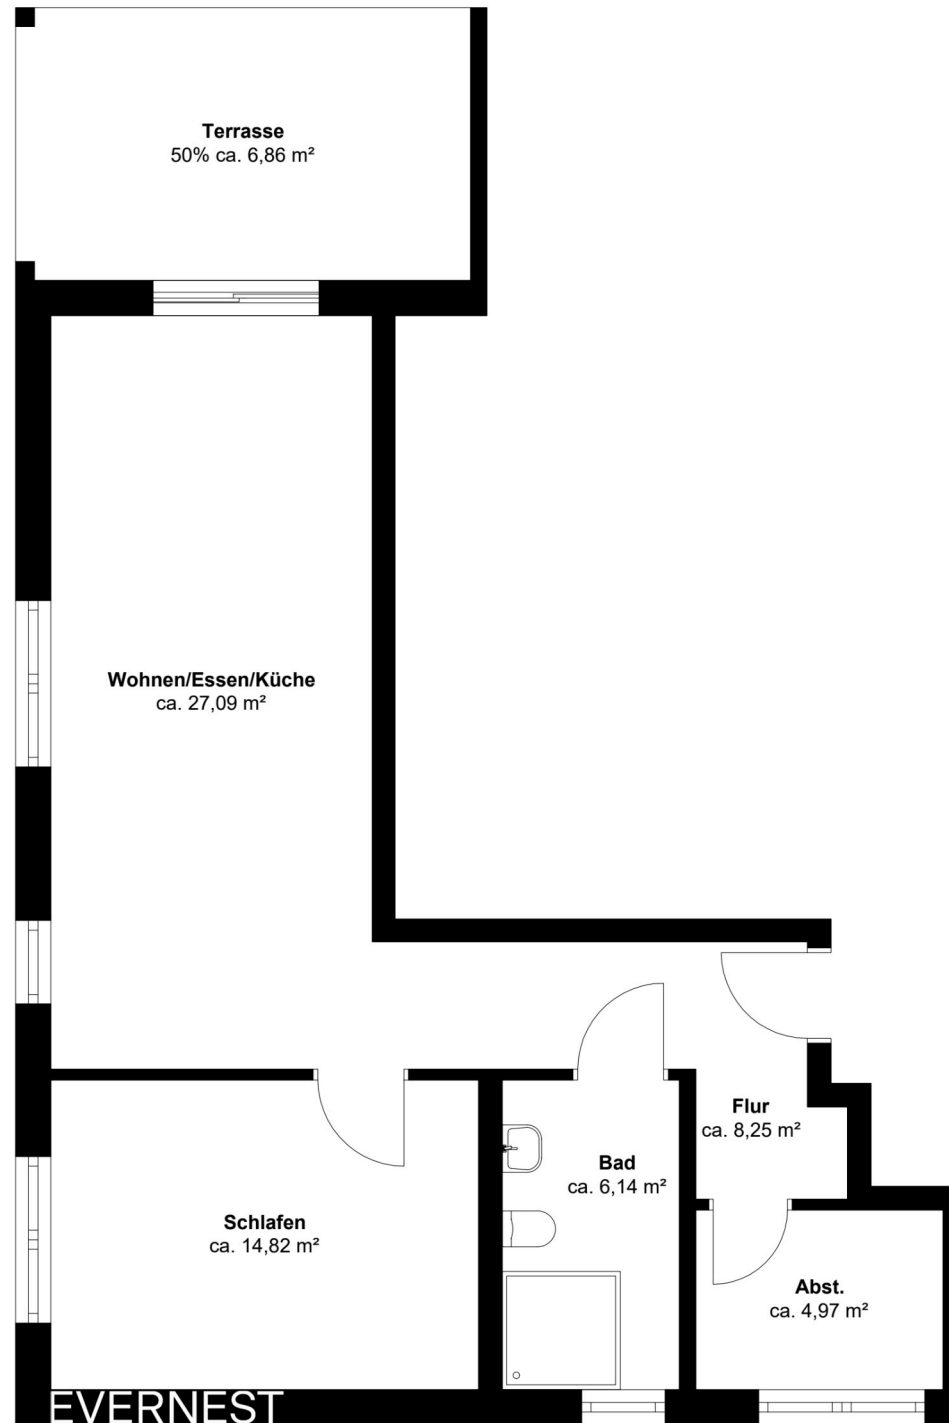 Terrasse
50% ca. 6,86 m²
Wohnen/Essen/Küche
ca. 27,09 m²
Flur
ca. 8,25 m²
Bad
ca. 6,14 m²
Schlafen
ca. 14,82 m²
Abst.
ca. 4,97 m²
EVERNEST